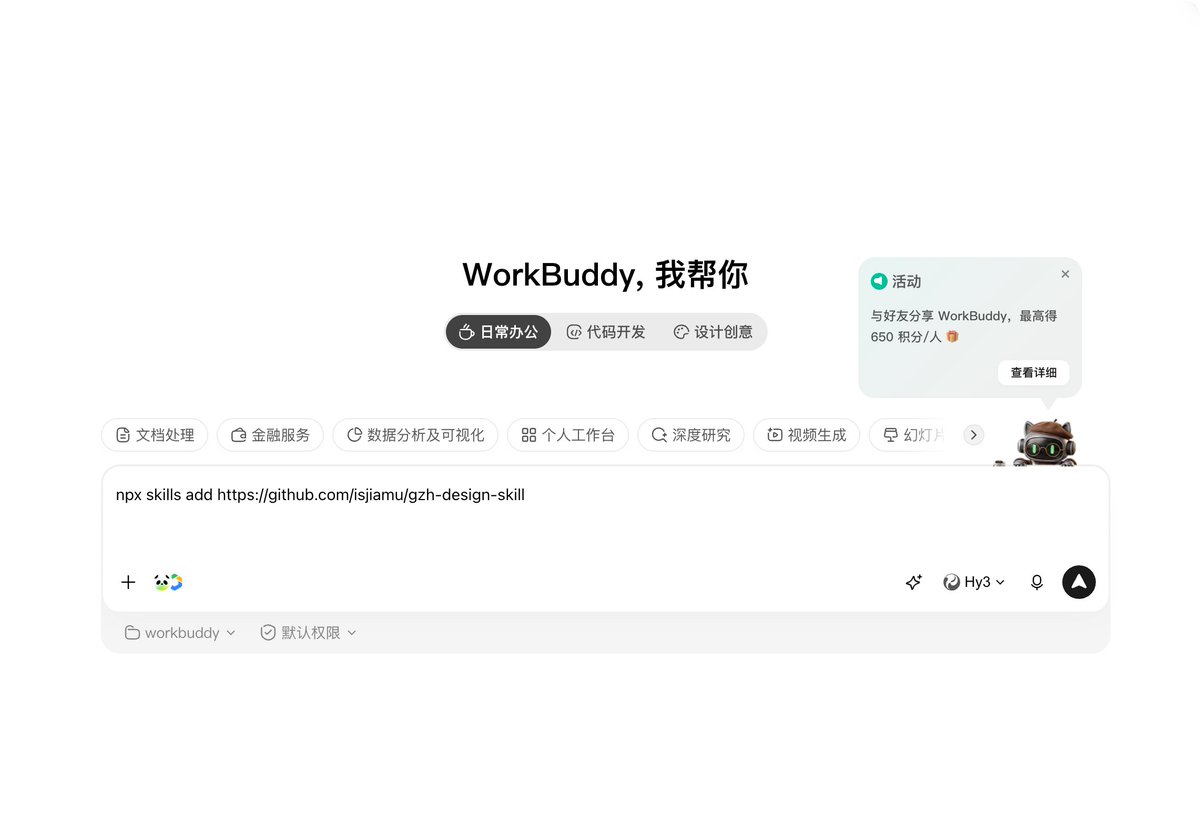 WorkBuddy, 我帮你
日常办公
代码开发
设计创意
活动
与好友分享 WorkBuddy，最高得
650 积分/人
查看详细
文档处理
金融服务
数据分析及可视化
个人工作台
深度研究
视频生成
幻灯片
npx skills add https://github.com/isjiamu/gzh-design-skill
Hy3
workbuddy
默认权限